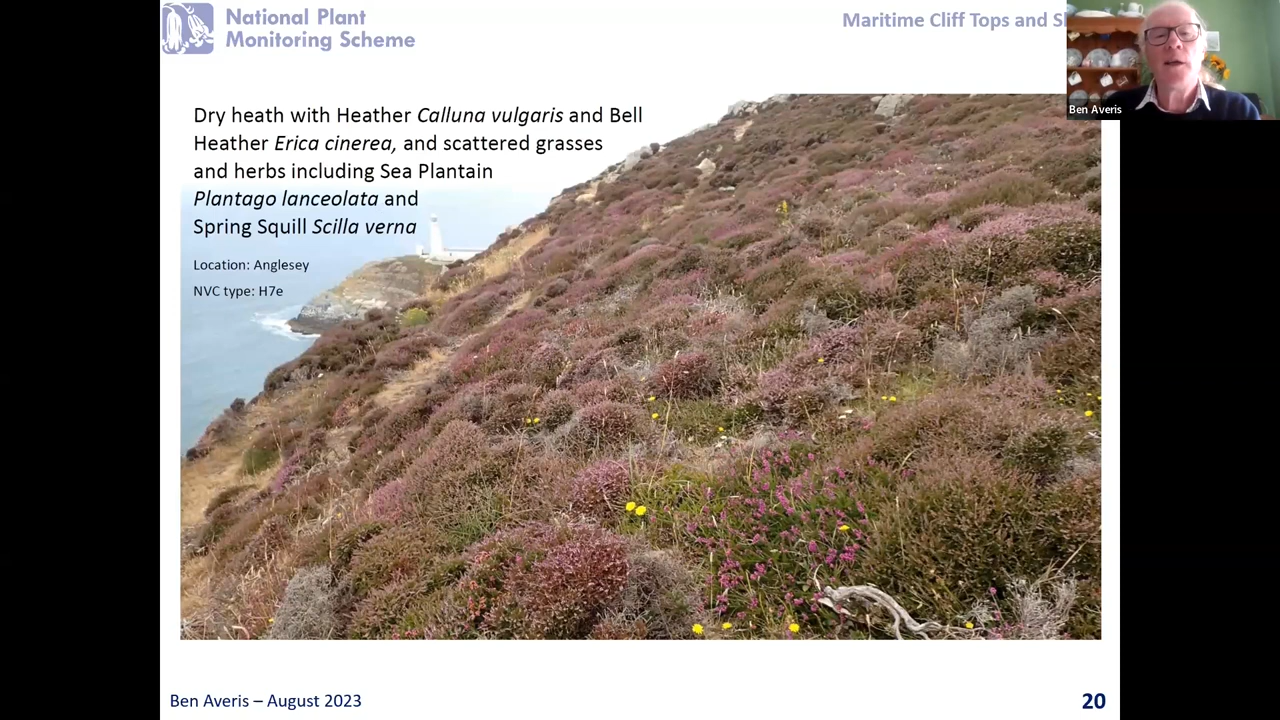 National Plant
Monitoring Scheme
Maritime Cliff Tops and
Ben Averis
Dry heath with Heather Calluna vulgaris and Bell
Heather Erica cinerea, and scattered grasses
and herbs including Sea Plantain
Plantago lanceolata and
Spring Squill Scilla verna
Location: Anglesey
NVC type: H7e
Ben Averis – August 2023
20